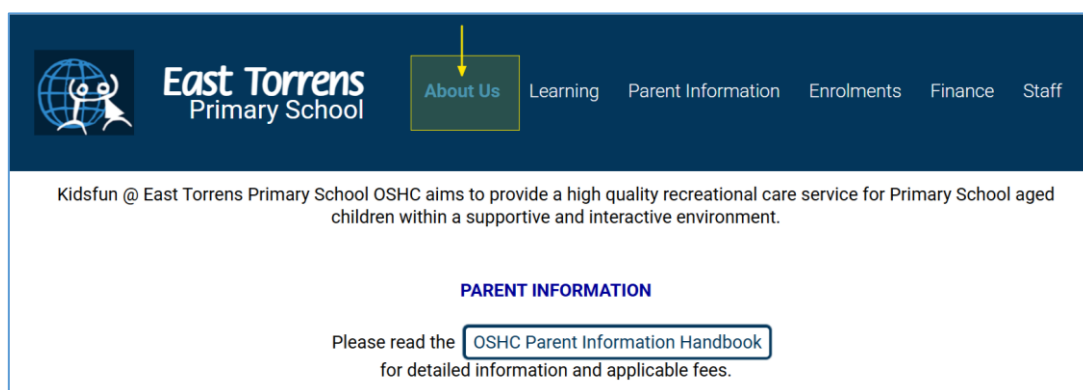 East Torrens
Primary School
About Us Learning Parent Information Enrolments Finance Staff
Kidsfun @ East Torrens Primary School OSHC aims to provide a high quality recreational care service for Primary School aged
children within a supportive and interactive environment.
PARENT INFORMATION
Please read the OSHC Parent Information Handbook
for detailed information and applicable fees.